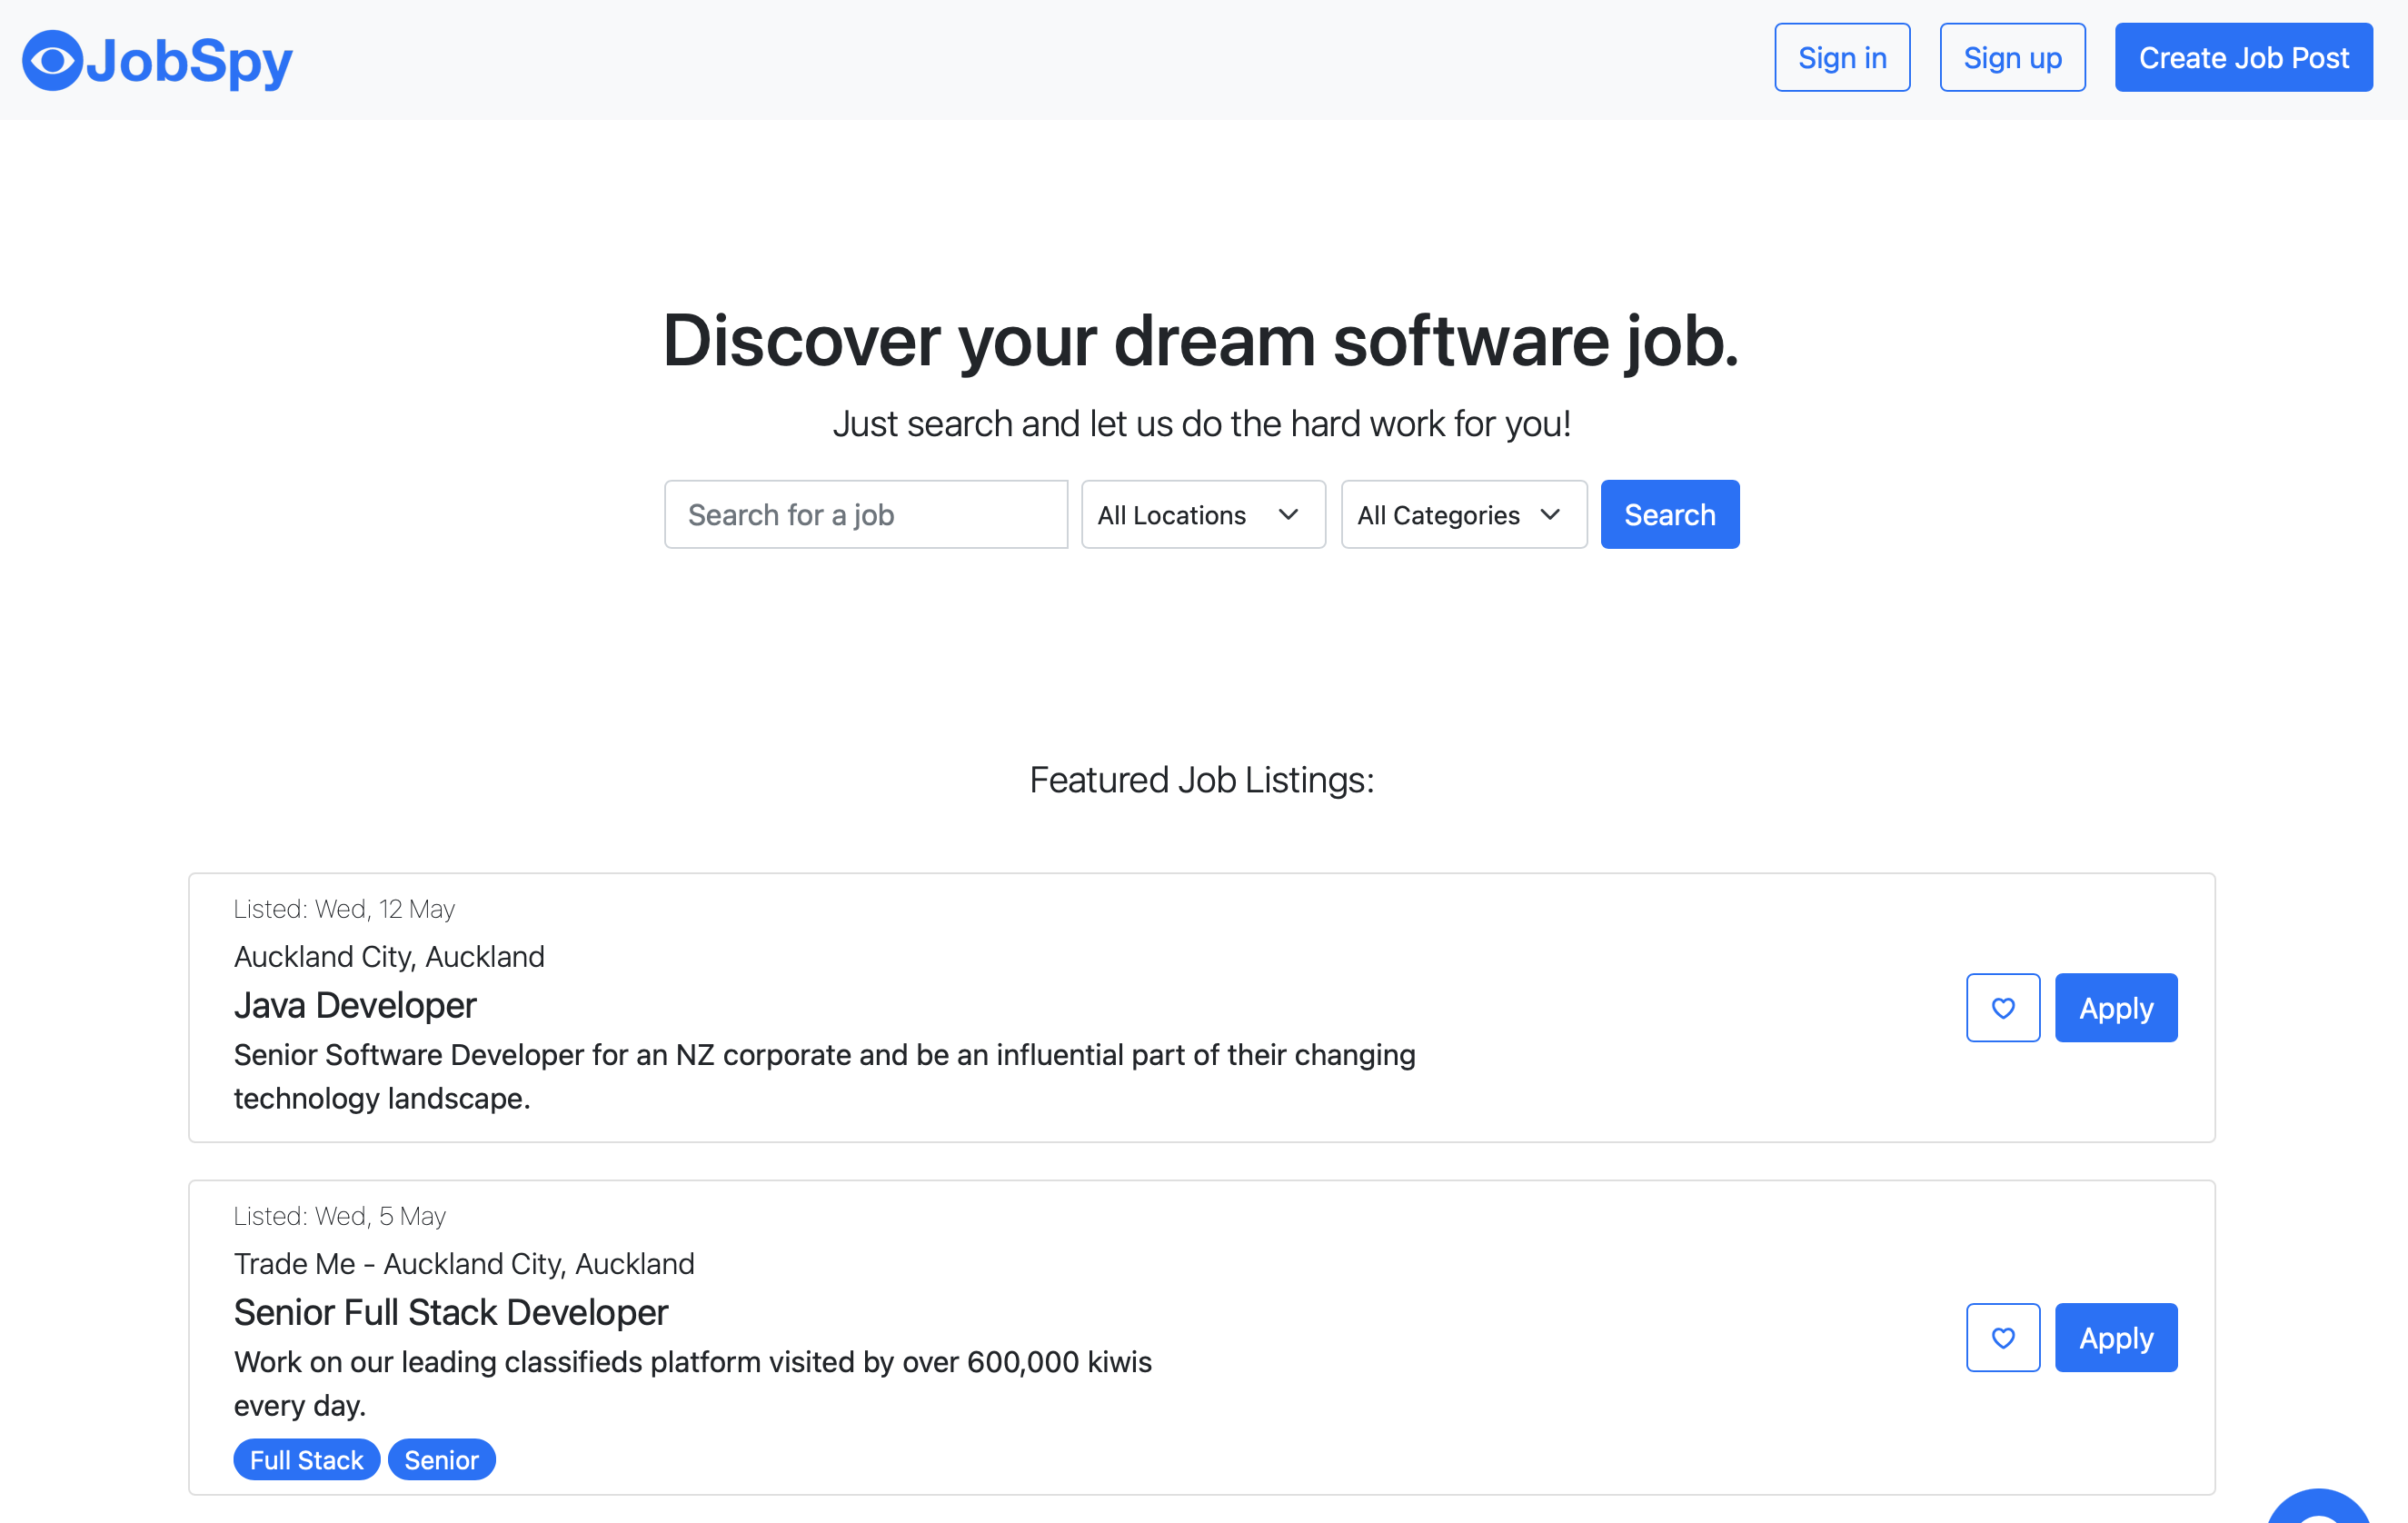 JobSpy
Sign in
Sign up
Create Job Post
Discover your dream software job.
Just search and let us do the hard work for you!
Search for a job
All Locations
All Categories
Search
Featured Job Listings:
Listed: Wed, 12 May
Auckland City, Auckland
Java Developer
Senior Software Developer for an NZ corporate and be an influential part of their changing
technology landscape.
Apply
Listed: Wed, 5 May
Trade Me - Auckland City, Auckland
Senior Full Stack Developer
Work on our leading classifieds platform visited by over 600,000 kiwis
every day.
Full Stack
Senior
Apply